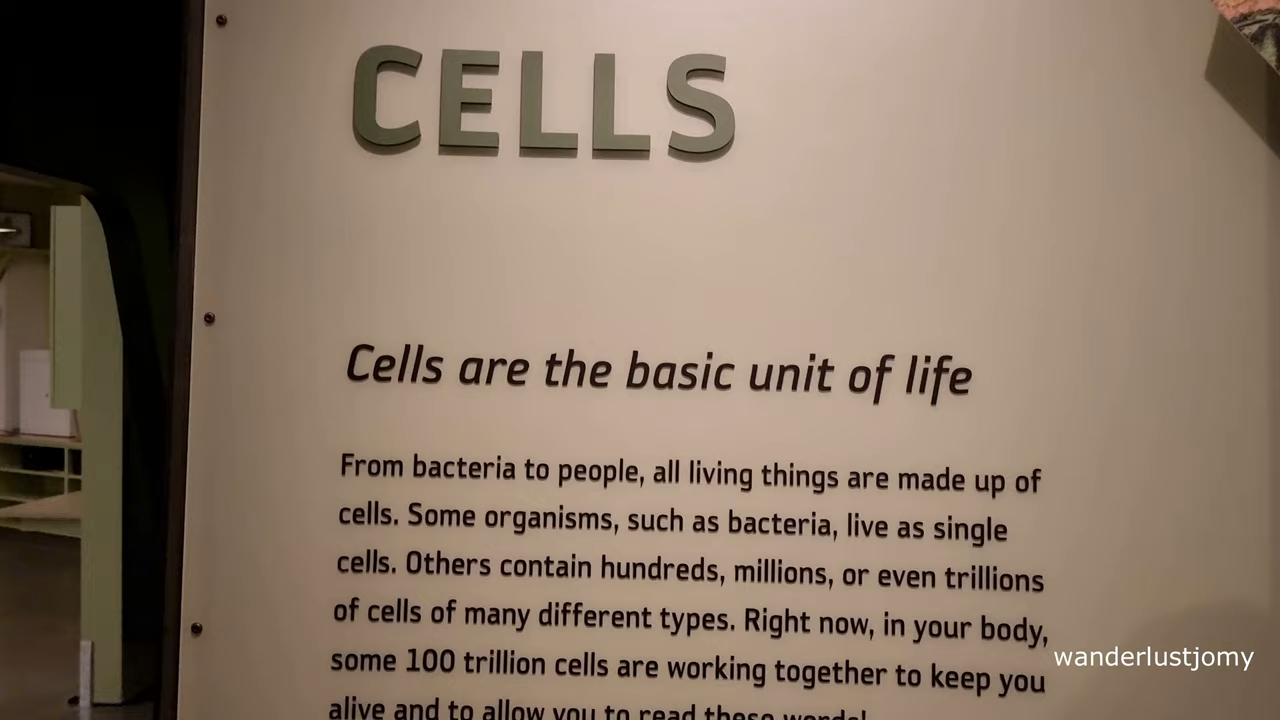 CELLS
Cells are the basic unit of life
From bacteria to people, all living things are made up of
cells. Some organisms, such as bacteria, live as single
cells. Others contain hundreds, millions, or even trillions
of cells of many different types. Right now, in your body,
some 100 trillion cells are working together to keep you
alive and to allow you to read these words!
wanderlustjomy